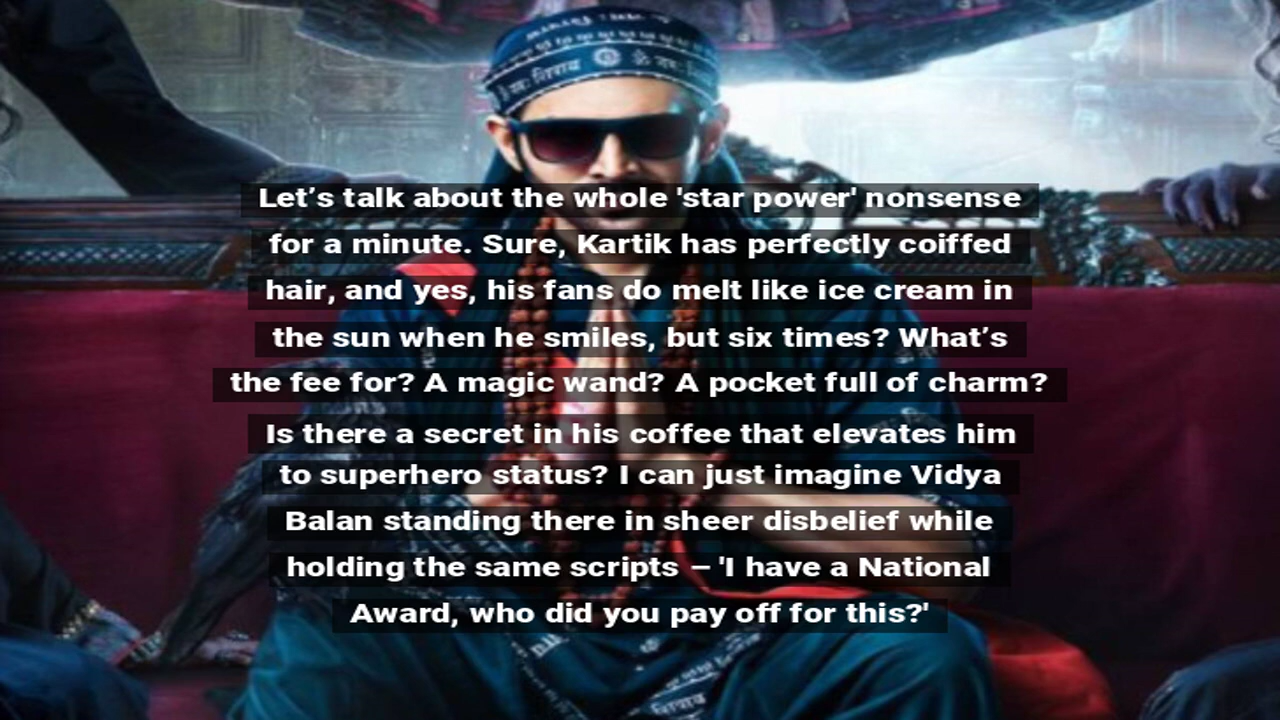 नमः शिवाय ॐ नमः
Let's talk about the whole 'star power' nonsense
for a minute. Sure, Kartik has perfectly coiffed
hair, and yes, his fans do melt like ice cream in
the sun when he smiles, but six times? What's
the fee for? A magic wand? A pocket full of charm?
Is there a secret in his coffee that elevates him
to superhero status? I can just imagine Vidya
Balan standing there in sheer disbelief while
holding the same scripts – 'I have a National
Award, who did you pay off for this?'